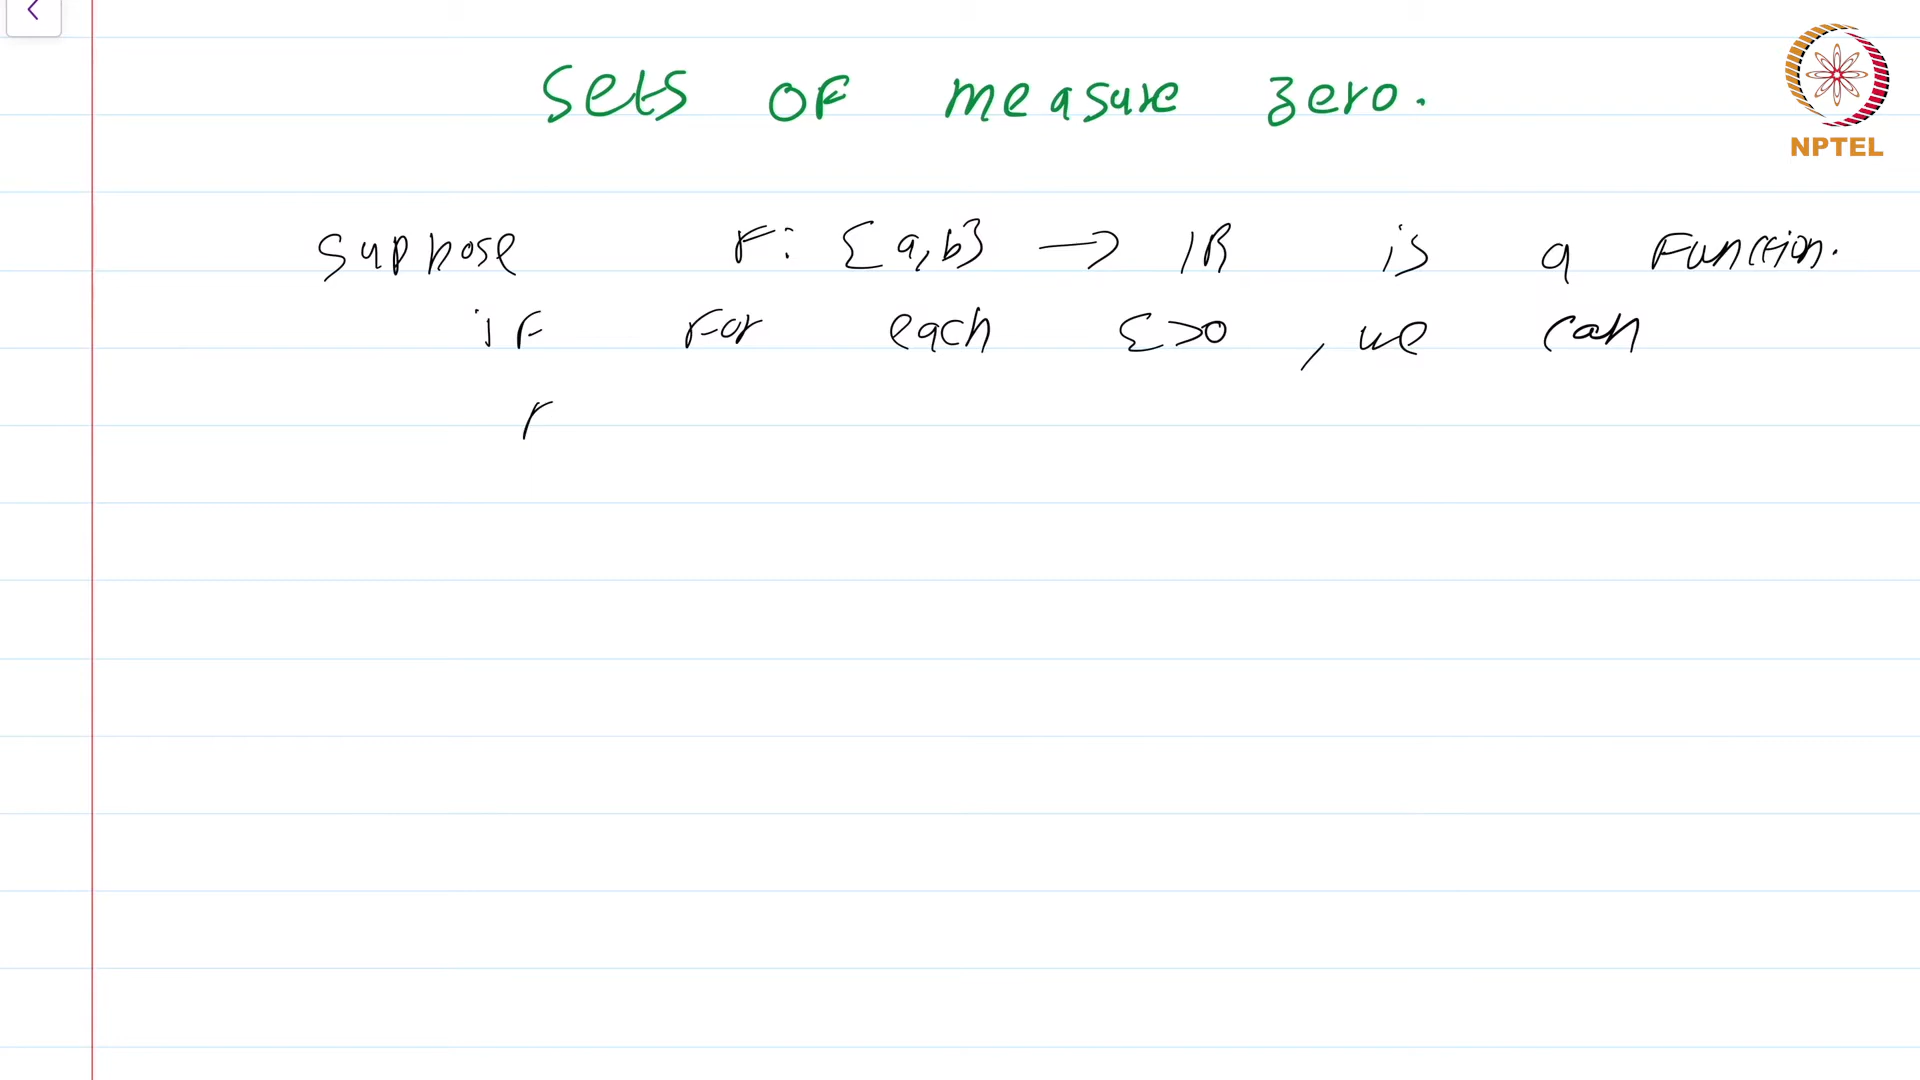 Sets OF measure zero.
NPTEL
Suppose F: {a,b} → ℝ is a Function.
iF For each ε>0, we can